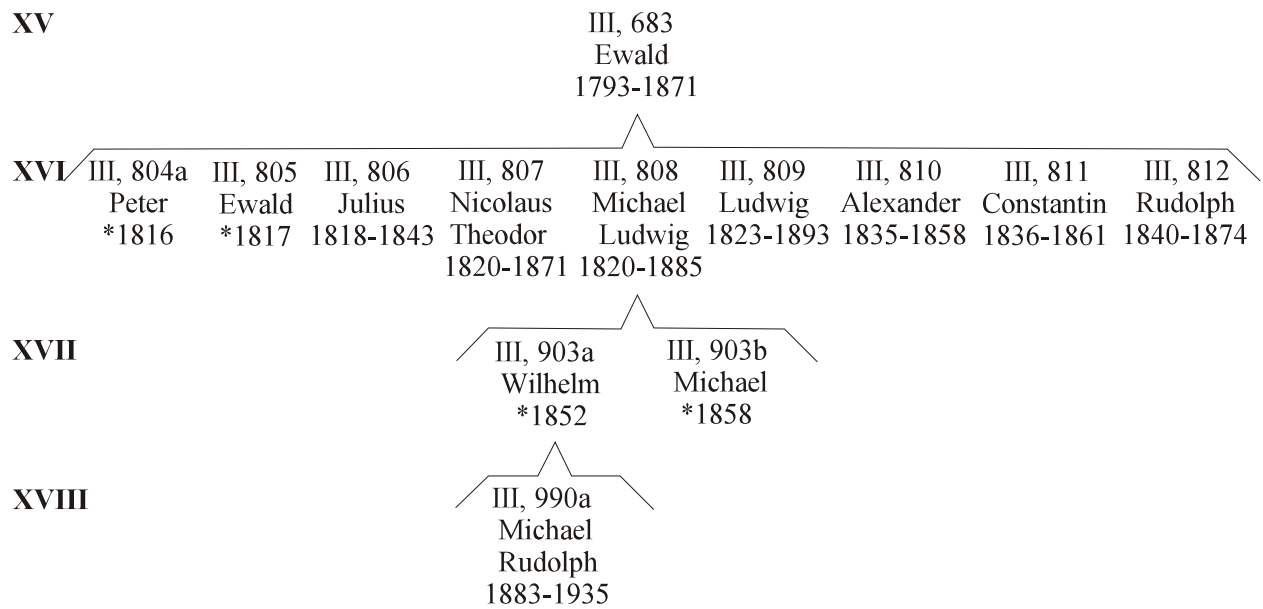 XV
III, 683
Ewald
1793-1871
XVI
III, 804a
Peter
*1816
III, 805
Ewald
*1817
III, 806
Julius
1818-1843
III, 807
Nicolaus
Theodor
1820-1871
III, 808
Michael
Ludwig
1820-1885
III, 809
Ludwig
1823-1893
III, 810
Alexander
1835-1858
III, 811
Constantin
1836-1861
III, 812
Rudolph
1840-1874
XVII
III, 903a
Wilhelm
*1852
III, 903b
Michael
*1858
XVIII
III, 990a
Michael
Rudolph
1883-1935